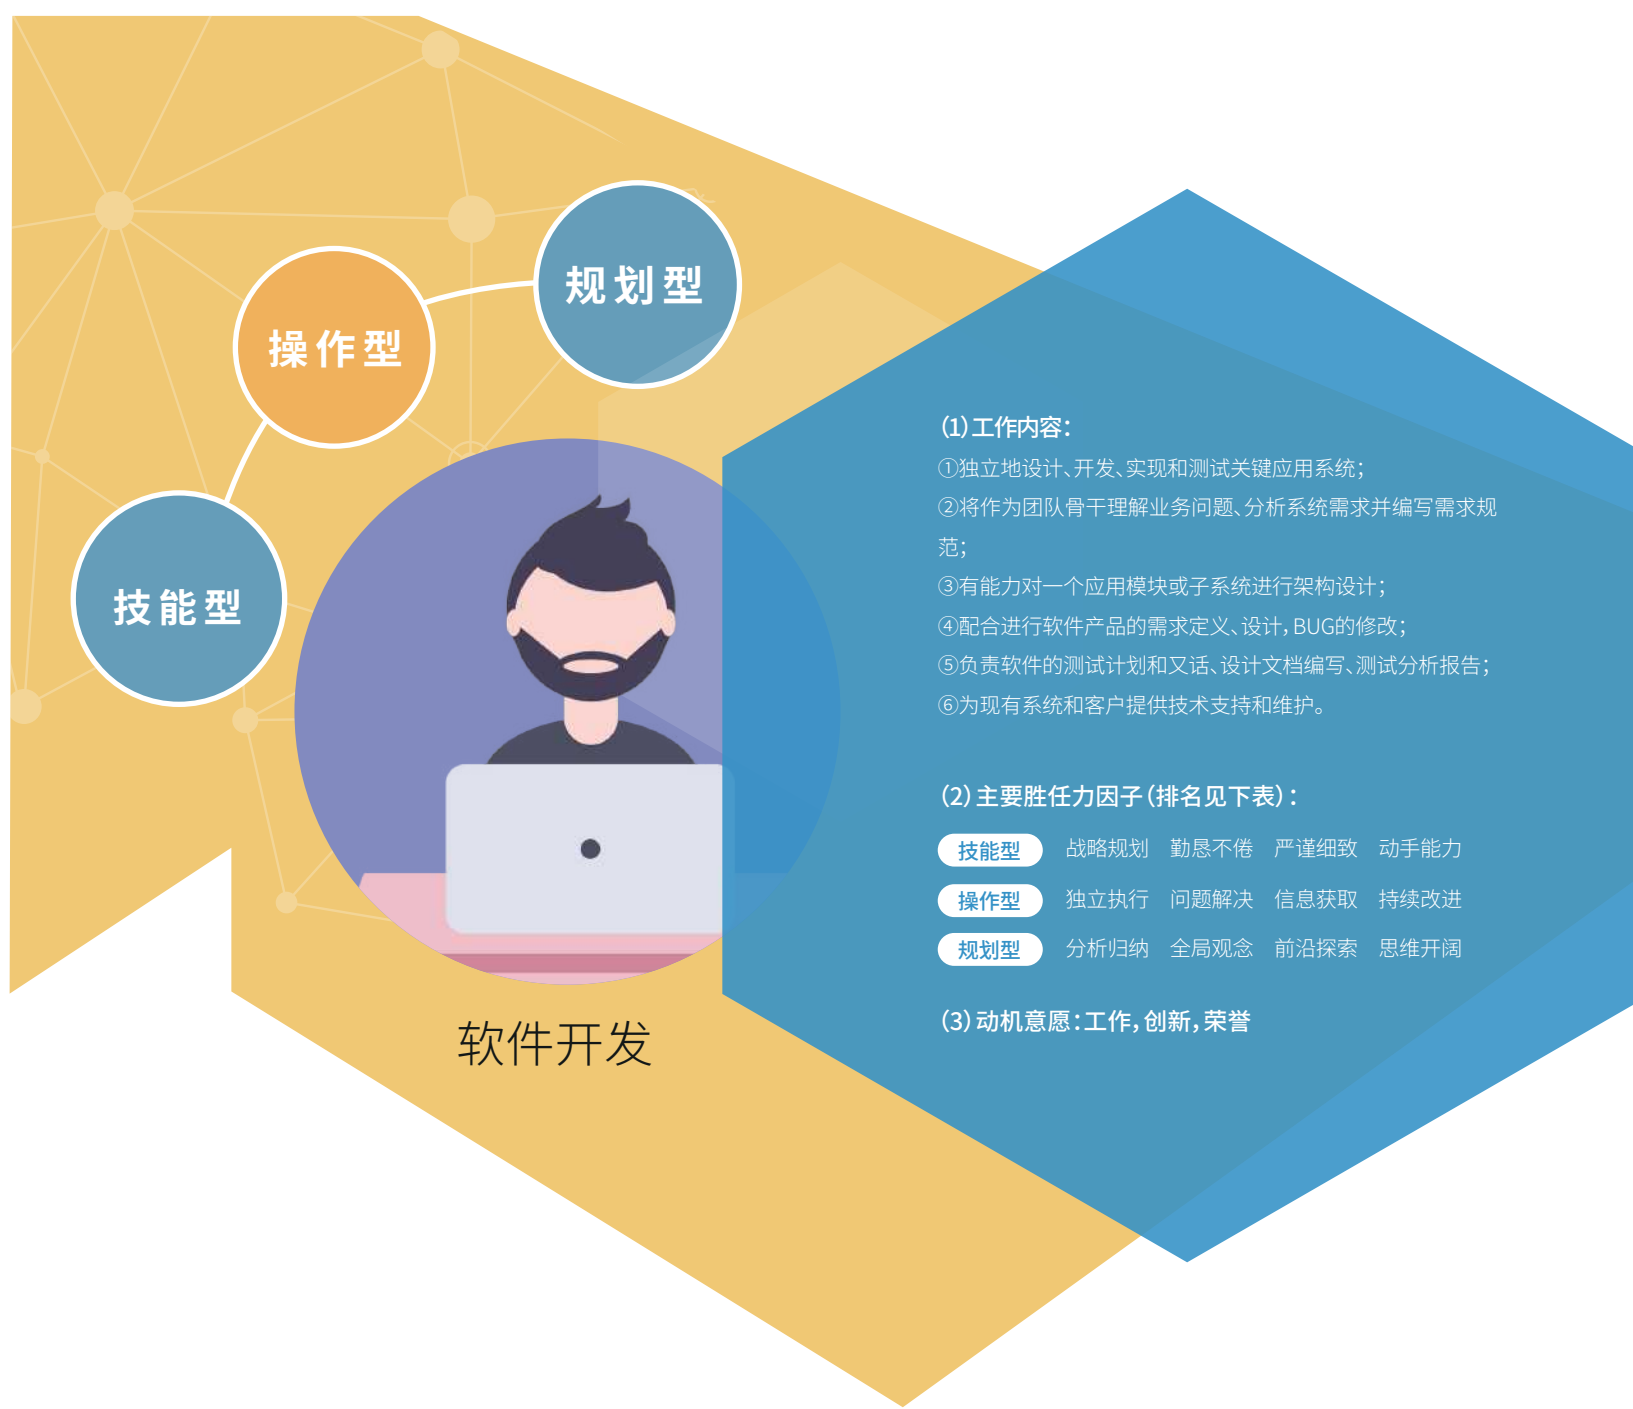 规划型
操作型
技能型
软件开发
（1）工作内容：
①独立地设计、开发、实现和测试关键应用系统；
②将作为团队骨干理解业务问题、分析系统需求并编写需求规
范；
③有能力对一个应用模块或子系统进行架构设计；
④配合进行软件产品的需求定义、设计，BUG的修改；
⑤负责软件的测试计划和又话、设计文档编写、测试分析报告；
⑥为现有系统和客户提供技术支持和维护。
（2）主要胜任力因子（排名见下表）：
技能型 战略规划 勤恳不倦 严谨细致 动手能力
操作型 独立执行 问题解决 信息获取 持续改进
规划型 分析归纳 全局观念 前沿探索 思维开阔
（3）动机意愿：工作，创新，荣誉